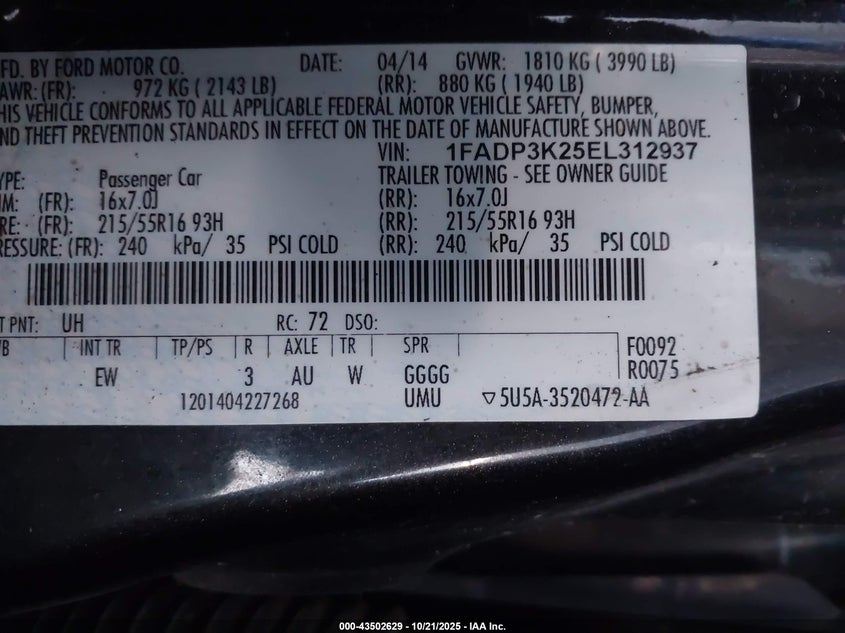 FD. BY FORD MOTOR CO. DATE: 04/14 GVWR: 1810 KG ( 3990 LB)
AWR: (FR): 972 KG ( 2143 LB) (RR): 880 KG ( 1940 LB)
HIS VEHICLE CONFORMS TO ALL APPLICABLE FEDERAL MOTOR VEHICLE SAFETY, BUMPER,
ND THEFT PREVENTION STANDARDS IN EFFECT ON THE DATE OF MANUFACTURE SHOWN ABOVE.
VIN: 1FADP3K25EL312937
YPE: Passenger Car TRAILER TOWING - SEE OWNER GUIDE
IM: (FR): 16x7.0J (RR): 16x7.0J
RE: (FR): 215/55R16 93H (RR): 215/55R16 93H
RESSURE: (FR): 240 kPa/ 35 PSI COLD (RR): 240 kPa/ 35 PSI COLD
T PNT: UH RC: 72 DSO:
/B INT TR TP/PS R AXLE TR SPR F0092
EW 3 AU W GGGG R0075
1201404227268 UMU ▽5U5A-3520472-AA
000-43502629 - 10/21/2025 - IAA Inc.